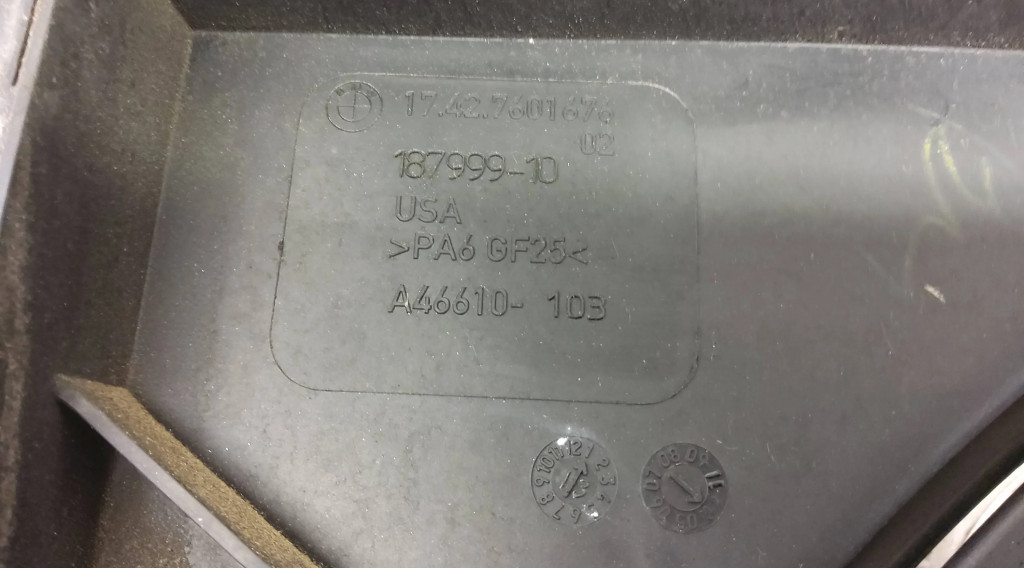 17.42.7601676
02
187999-10
USA
>PA6 GF25<
A46610- 103